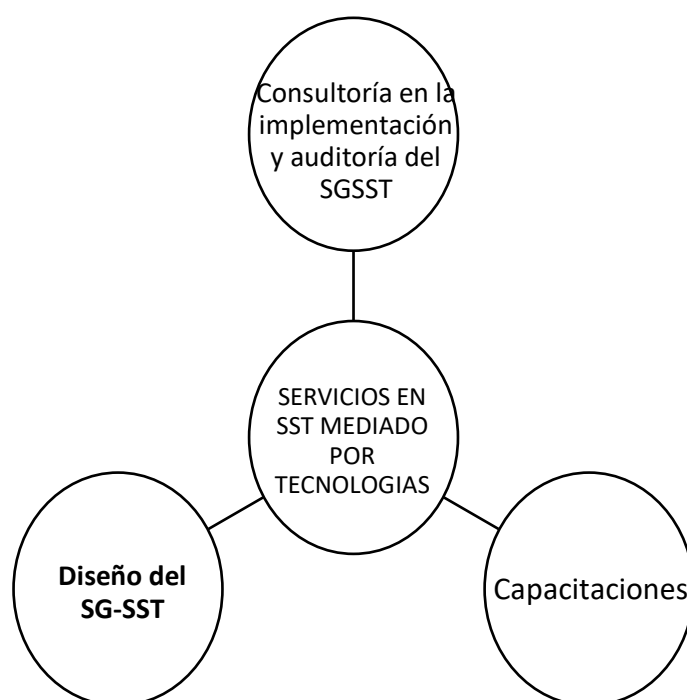 Consultoría en la
implementación
y auditoría del
SGSST
SERVICIOS EN
SST MEDIADO
POR
TECNOLOGIAS
Diseño del
SG-SST
Capacitaciones